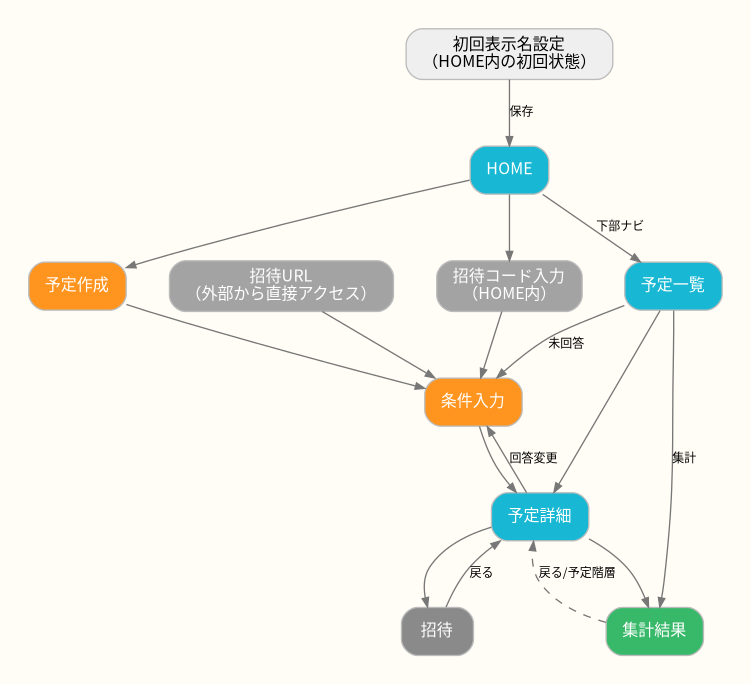 初回表示名設定
（HOME内の初回状態）
保存
HOME
下部ナビ
予定作成
招待URL
（外部から直接アクセス）
招待コード入力
（HOME内）
予定一覧
未回答
条件入力
回答変更
集計
予定詳細
戻る
戻る/予定階層
招待
集計結果